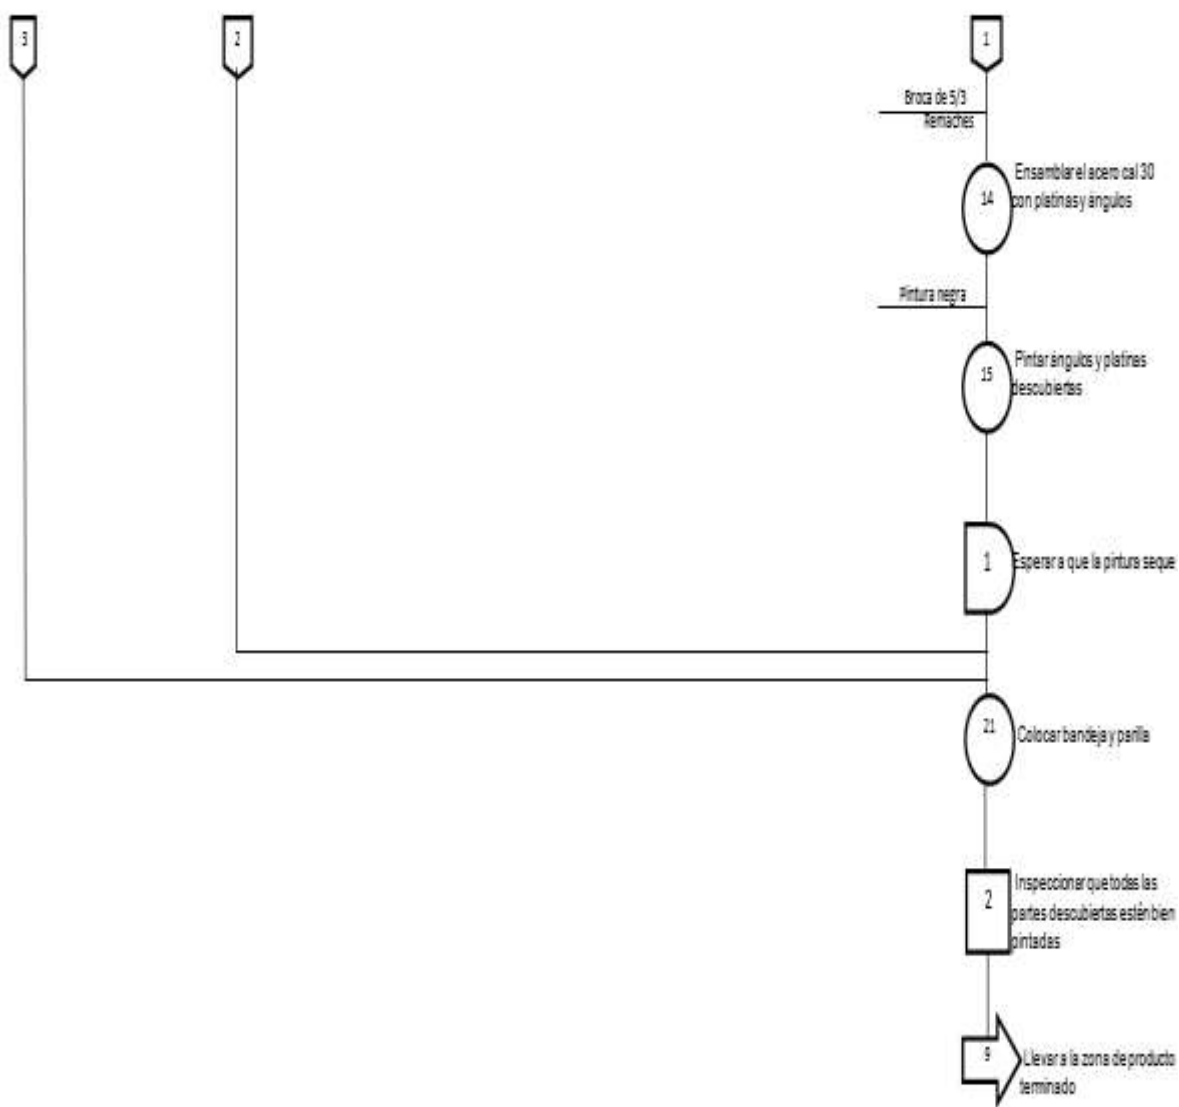 3
2
1
Broca de 5/3
Remaches
14
Ensamblar el acero cal 30
con platinas y ángulos
Pintura negra
15
Pintar ángulos y platinas
descubiertas
1
Esperar a que la pintura seque
21
Colocar bandeja y parilla
2
Inspeccionar que todas las
partes descubiertas estén bien
pintadas
9
Llevar a la zona de producto
terminado